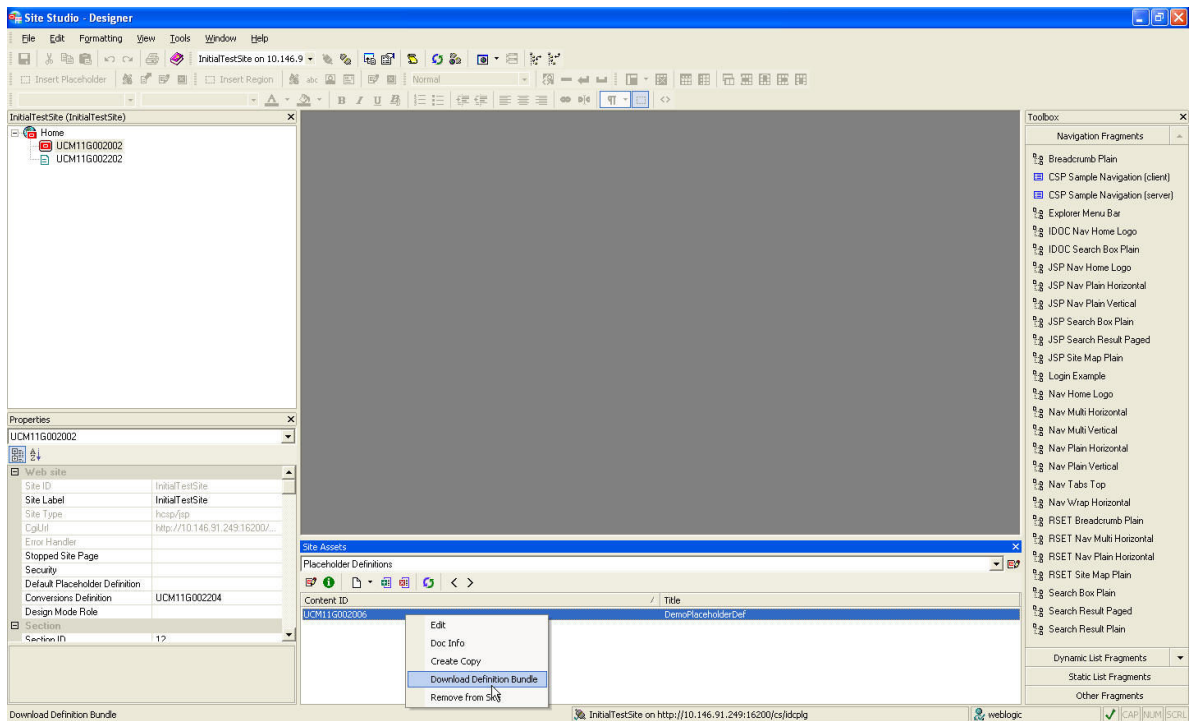 Site Studio - Designer
File Edit Formatting View Tools Window Help
InitialTestSite on 10.146.9
Insert Placeholder Insert Region Normal
InitialTestSite (InitialTestSite)
Home
UCM11G002002
UCM11G002202
Properties
UCM11G002002
Web site
Site ID InitialTestSite
Site Label InitialTestSite
Site Type hcsp/jsp
CgiUrl http://10.146.91.249:16200/...
Error Handler
Stopped Site Page
Security
Default Placeholder Definition
Conversions Definition UCM11G002204
Design Mode Role
Section
Section ID 12
Site Assets
Placeholder Definitions
Content ID / Title
UCM11G002006 DemoPlaceholderDef
Edit
Doc Info
Create Copy
Download Definition Bundle
Remove from
Toolbox
Navigation Fragments
Breadcrumb Plain
CSP Sample Navigation (client)
CSP Sample Navigation (server)
Explorer Menu Bar
IDOC Nav Home Logo
IDOC Search Box Plain
JSP Nav Home Logo
JSP Nav Plain Horizontal
JSP Nav Plain Vertical
JSP Search Box Plain
JSP Search Result Paged
JSP Site Map Plain
Login Example
Nav Home Logo
Nav Multi Horizontal
Nav Multi Vertical
Nav Plain Horizontal
Nav Plain Vertical
Nav Tabs Top
Nav Wrap Horizontal
RSET Breadcrumb Plain
RSET Nav Multi Horizontal
RSET Nav Plain Horizontal
RSET Site Map Plain
Search Box Plain
Search Result Paged
Search Result Plain
Dynamic List Fragments
Static List Fragments
Other Fragments
Download Definition Bundle
InitialTestSite on http://10.146.91.249:16200/cs/idcplg
weblogic
CAP NUM SCRL